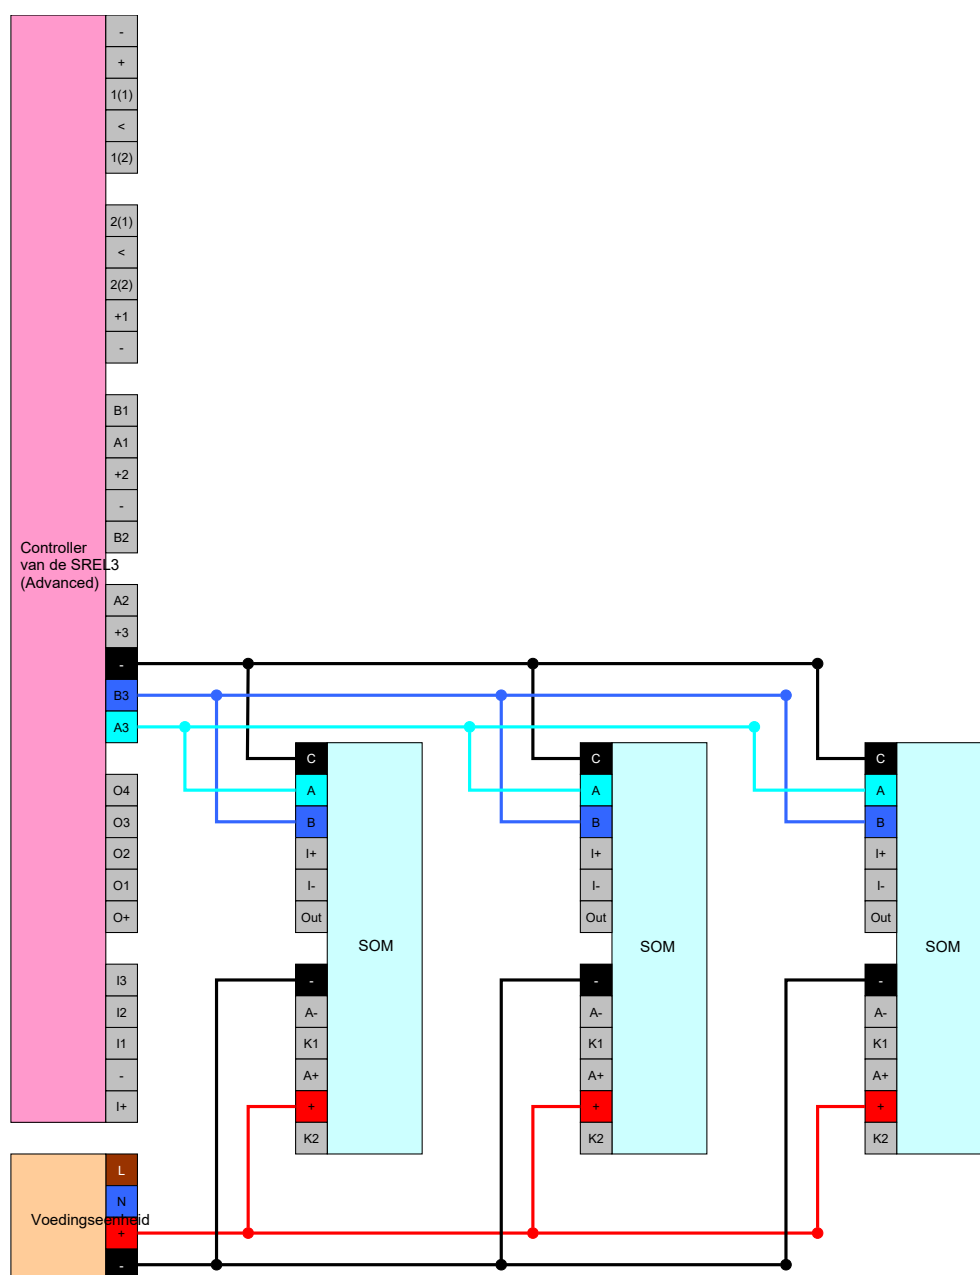 -
+
1(1)
<
1(2)
2(1)
<
2(2)
+1
-
B1
A1
+2
-
B2
Controller
van de SREL3
(Advanced)
A2
+3
-
B3
A3
O4
O3
O2
O1
O+
I3
I2
I1
-
I+
C
A
B
I+
I-
Out
SOM
-
A-
K1
A+
+
K2
C
A
B
I+
I-
Out
SOM
-
A-
K1
A+
+
K2
C
A
B
I+
I-
Out
SOM
-
A-
K1
A+
+
K2
L
N
Voedingseenheid
+
-